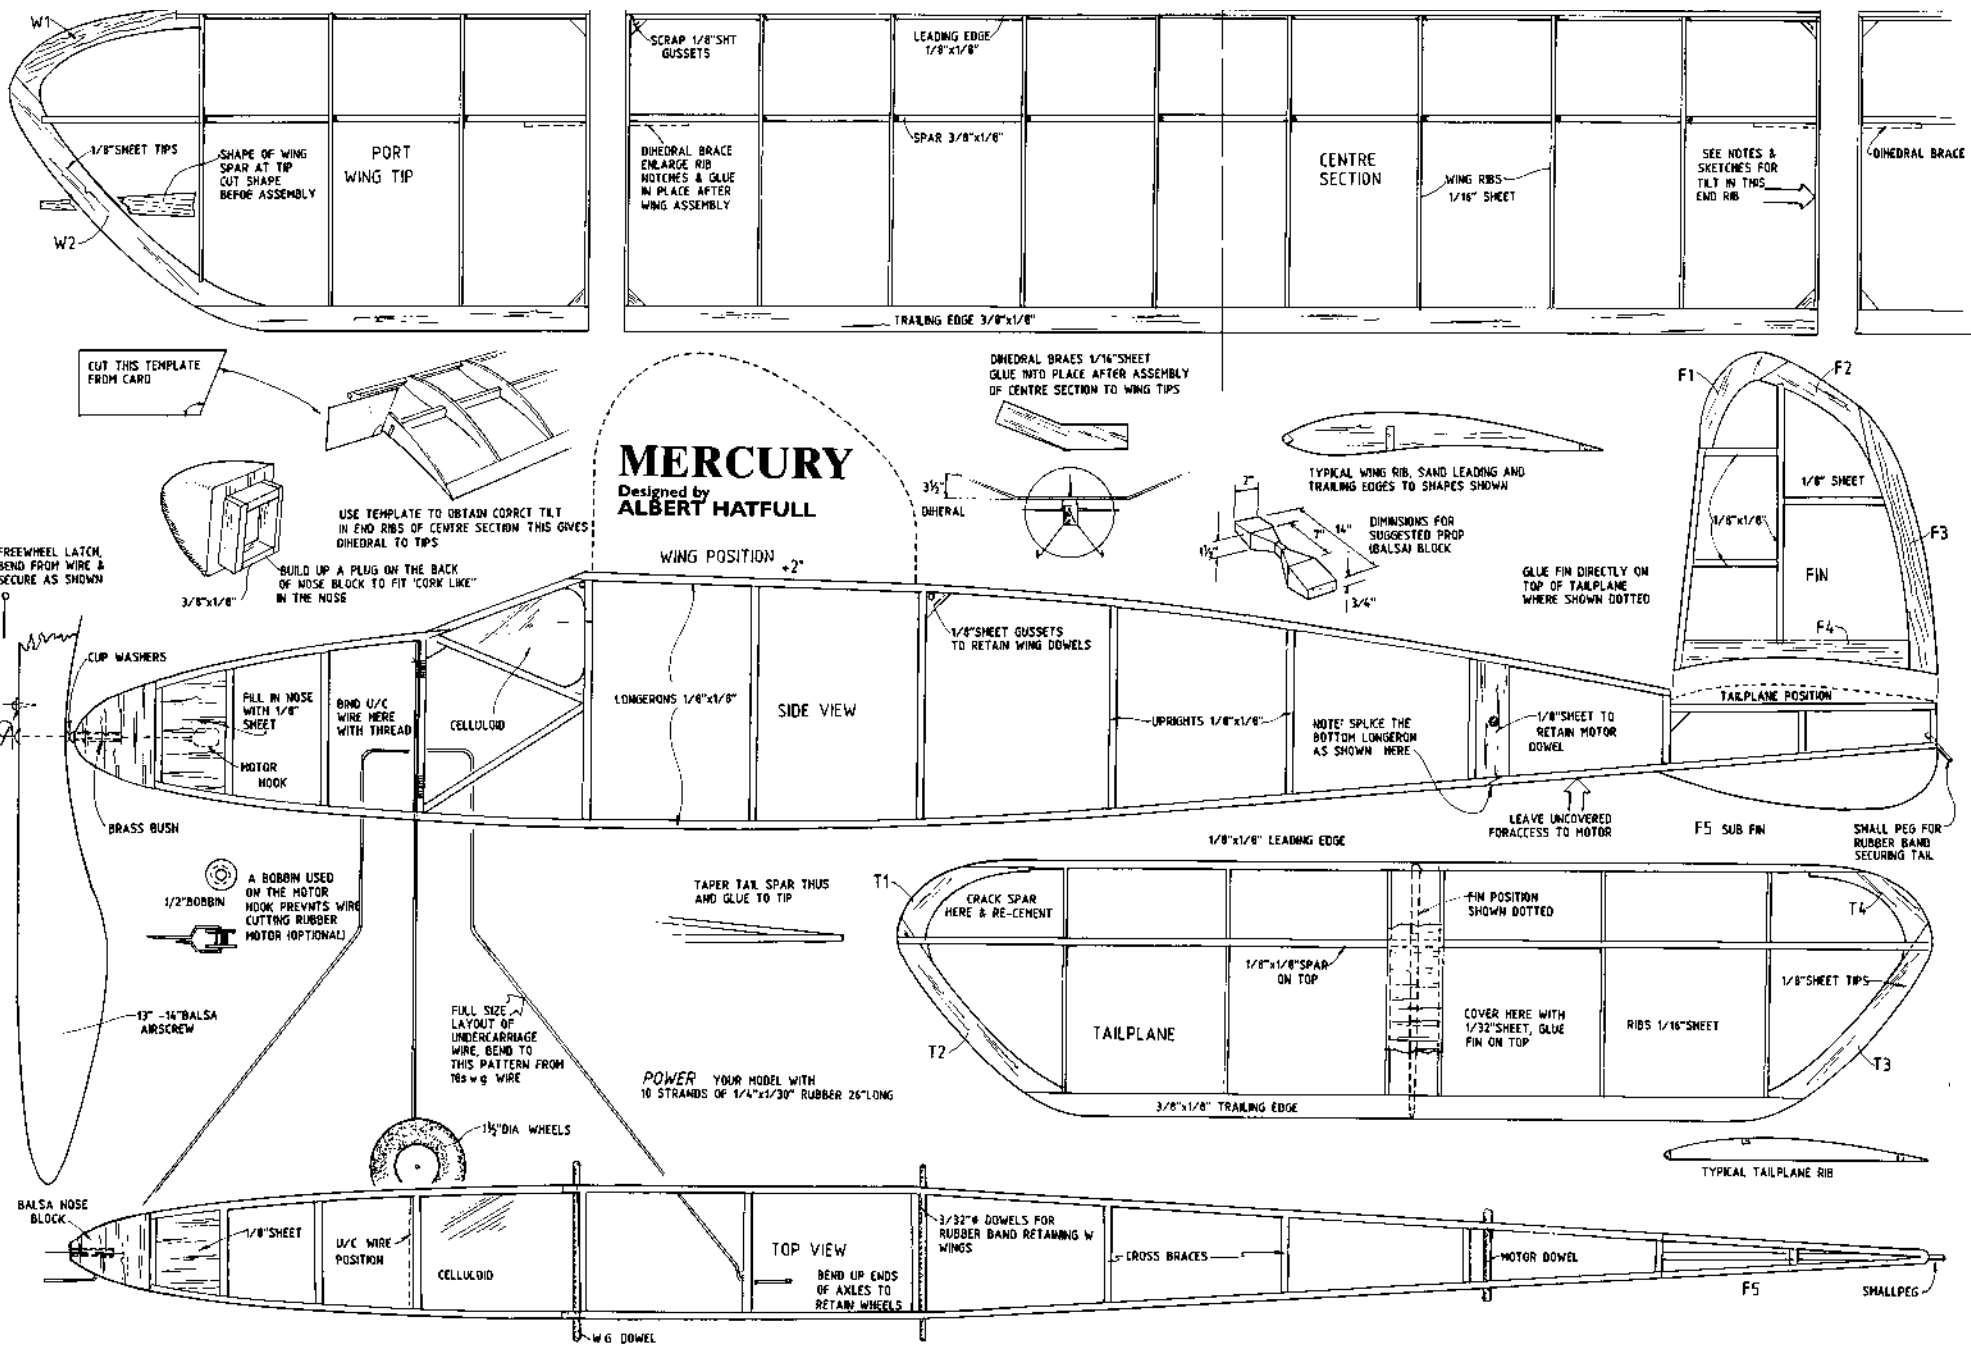 W1
SCRAP 1/8"SHT
GUSSETS
LEADING EDGE
1/8"x1/8"
1/8"SHEET TIPS
SHAPE OF WING
SPAR AT TIP
CUT SHAPE
BEFOE ASSEMBLY
PORT
WING TIP
W2
DIHEDRAL BRACE
ENLARGE RIB
NOTCHES & GLUE
IN PLACE AFTER
WING ASSEMBLY
SPAR 3/8"x1/8"
CENTRE
SECTION
WING RIBS
1/16" SHEET
SEE NOTES &
SKETCHES FOR
TILT IN THIS
END RIB
DIHEDRAL BRACE
TRAILING EDGE 3/8"x1/8"
CUT THIS TEMPLATE
FROM CARD
DIHEDRAL BRAES 1/16"SHEET
GLUE INTO PLACE AFTER ASSEMBLY
OF CENTRE SECTION TO WING TIPS
F1
F2
MERCURY
Designed by
ALBERT HATFULL
3½"
DIHERAL
TYPICAL WING RIB, SAND LEADING AND
TRAILING EDGES TO SHAPES SHOWN
2"
14"
7"
1½"
3/4"
DIMINSIONS FOR
SUGGESTED PROP
(BALSA) BLOCK
1/8" SHEET
1/8"x1/8"
F3
FIN
F4
GLUE FIN DIRECTLY ON
TOP OF TAILPLANE
WHERE SHOWN DOTTED
USE TEMPLATE TO OBTAIN CORRCT TILT
IN END RIBS OF CENTRE SECTION THIS GIVES
DIHEDRAL TO TIPS
FREEWHEEL LATCH,
BEND FROM WIRE &
SECURE AS SHOWN
BUILD UP A PLUG ON THE BACK
OF NOSE BLOCK TO FIT "CORK LIKE"
IN THE NOSE
3/8"x1/8"
WING POSITION +2°
CUP WASHERS
FILL IN NOSE
WITH 1/8"
SHEET
BIND U/C
WIRE HERE
WITH THREAD
CELLULOID
LONGERONS 1/8"x1/8"
SIDE VIEW
1/8"SHEET GUSSETS
TO RETAIN WING DOWELS
UPRIGHTS 1/8"x1/8"
NOTE! SPLICE THE
BOTTOM LONGERON
AS SHOWN HERE
1/8"SHEET TO
RETAIN MOTOR
DOWEL
TAILPLANE POSITION
MOTOR
HOOK
BRASS BUSH
LEAVE UNCOVERED
FORACCESS TO MOTOR
F5 SUB FIN
SMALL PEG FOR
RUBBER BAND
SECURING TAIL
1/8"x1/8" LEADING EDGE
1/2"BOBBIN
A BOBBIN USED
ON THE MOTOR
HOOK PREVNTS WIRE
CUTTING RUBBER
MOTOR (OPTIONAL)
TAPER TAIL SPAR THUS
AND GLUE TO TIP
T1
CRACK SPAR
HERE & RE-CEMENT
FIN POSITION
SHOWN DOTTED
T4
1/8"x1/8"SPAR
ON TOP
1/8"SHEET TIPS
13" -14"BALSA
AIRSCREW
FULL SIZE
LAYOUT OF
UNDERCARRIAGE
WIRE, BEND TO
THIS PATTERN FROM
18s w g WIRE
TAILPLANE
T2
COVER HERE WITH
1/32"SHEET, GLUE
FIN ON TOP
RIBS 1/16"SHEET
T3
POWER YOUR MODEL WITH
10 STRANDS OF 1/4"x1/30" RUBBER 26"LONG
3/8"x1/8" TRAILING EDGE
1½"DIA WHEELS
TYPICAL TAILPLANE RIB
BALSA NOSE
BLOCK
1/8"SHEET
U/C WIRE
POSITION
CELLULOID
TOP VIEW
BEND UP ENDS
OF AXLES TO
RETAIN WHEELS
3/32"ø DOWELS FOR
RUBBER BAND RETAINING W
WINGS
CROSS BRACES
MOTOR DOWEL
F5
SMALLPEG
W G DOWEL